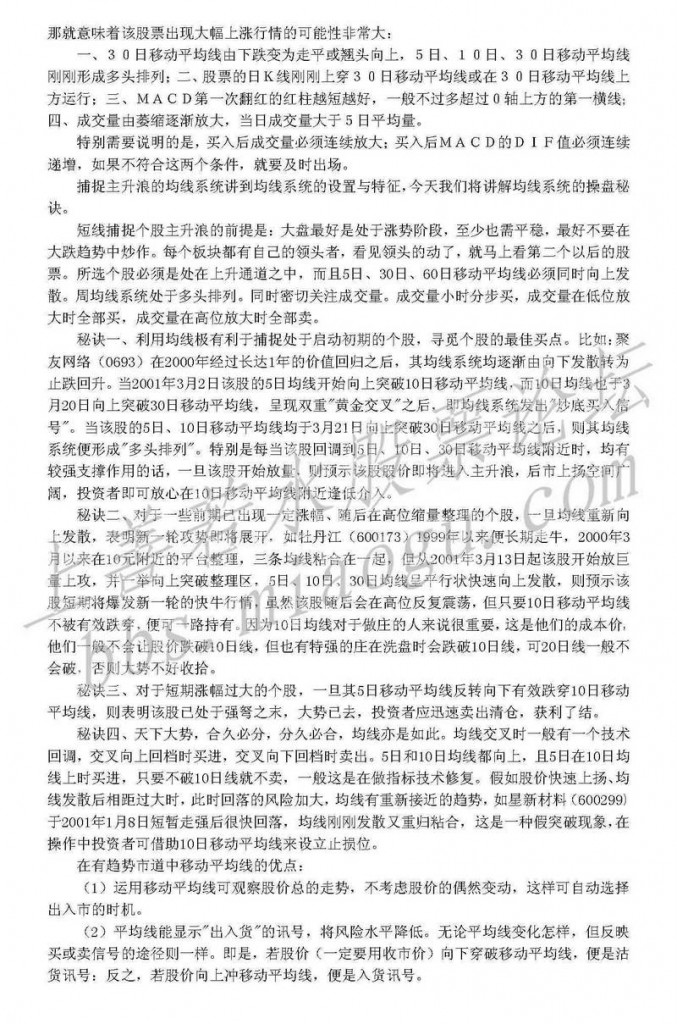 那就意味着该股票出现大幅上涨行情的可能性非常大：
一、３０日移动平均线由下跌变为走平或翘头向上，５日、１０日、３０日移动平均线
刚刚形成多头排列；二、股票的日Ｋ线刚刚上穿３０日移动平均线或在３０日移动平均线上
方运行；三、ＭＡＣＤ第一次翻红的红柱越短越好，一般不过多超过０轴上方的第一横线；
四、成交量由萎缩逐渐放大，当日成交量大于５日平均量。
特别需要说明的是，买入后成交量必须连续放大；买入后ＭＡＣＤ的ＤＩＦ值必须连续
递增，如果不符合这两个条件，就要及时出场。
捕捉主升浪的均线系统讲到均线系统的设置与特征，今天我们将讲解均线系统的操盘秘
诀。
短线捕捉个股主升浪的前提是：大盘最好是处于涨势阶段，至少也需平稳，最好不要在
大跌趋势中炒作。每个板块都有自己的领头者，看见领头的动了，就马上看第二个以后的股
票。所选个股必须是处在上升通道之中，而且5日、30日、60日移动平均线必须同时向上发
散。周均线系统处于多头排列。同时密切关注成交量。成交量小时分步买，成交量在低位放
大时全部买，成交量在高位放大时全部卖。
秘诀一、利用均线极有利于捕捉处于启动初期的个股，寻觅个股的最佳买点。比如：聚
友网络（0693）在2000年经过长达1年的价值回归之后，其均线系统均逐渐由向下发散转为
止跌回升。当2001年3月2日该股的5日均线开始向上突破10日移动平均线、而10日均线也于3
月20日向上突破30日移动平均线，呈现双重"黄金交叉"之后，即均线系统发出"抄底买入信
号"。当该股的5日、10日移动平均线均于3月21日向上突破30日移动平均线之后，则其均线
系统便形成"多头排列"。特别是每当该股回调到5日、10日、30日移动平均线附近时，均有
较强支撑作用的话，一旦该股开始放量，则预示该股股价即将进入主升浪，后市上扬空间广
阔，投资者即可放心在10日移动平均线附近逢低介入。
秘诀二、对于一些前期已出现一定涨幅、随后在高位缩量整理的个股，一旦均线重新向
上发散，表明新一轮攻势即将展开，如牡丹江（600173）1999年以来便长期走牛，2000年3
月以来在10元附近的平台整理，三条均线粘合在一起，但从2001年3月13日起该股开始放巨
量上攻，并一举向上突破整理区，5日、10日、30日均线呈平行状快速向上发散，则预示该
股短期将爆发新一轮的快牛行情，虽然该股随后会在高位反复震荡，但只要10日移动平均线
不被有效跌穿，便可一路持有。因为10日均线对于做庄的人来说很重要，这是他们的成本价，
他们一般不会让股价跌破10日线，但也有特强的庄在洗盘时会跌破10日线，可20日线一般不
会破，否则大势不好收拾。
秘诀三、对于短期涨幅过大的个股，一旦其5日移动平均线反转向下有效跌穿10日移动
平均线，则表明该股已处于强弩之末，大势已去，投资者应迅速卖出清仓，获利了结。
秘诀四、天下大势，合久必分，分久必合，均线亦是如此。均线交叉时一般有一个技术
回调，交叉向上回档时买进，交叉向下回档时卖出。5日和10日均线都向上，且5日在10日均
线上时买进，只要不破10日线就不卖，一般这是在做指标技术修复。假如股价快速上扬、均
线发散后相距过大时，此时回落的风险加大，均线有重新接近的趋势，如星新材料（600299)
于2001年1月8日短暂走强后很快回落，均线刚刚发散又重归粘合，这是一种假突破现象，在
操作中投资者可借助10日移动平均线来设立止损位。
在有趋势市道中移动平均线的优点：
（1）运用移动平均线可观察股价总的走势，不考虑股价的偶然变动，这样可自动选择
出入市的时机。
（2）平均线能显示"出入货"的讯号，将风险水平降低。无论平均线变化怎样，但反映
买或卖信号的途径则一样。即是，若股价（一定要用收市价）向下穿破移动平均线，便是沽
货讯号；反之，若股价向上冲移动平均线，便是入货讯号。
上善若水股票论坛
bbs.miaogu.com